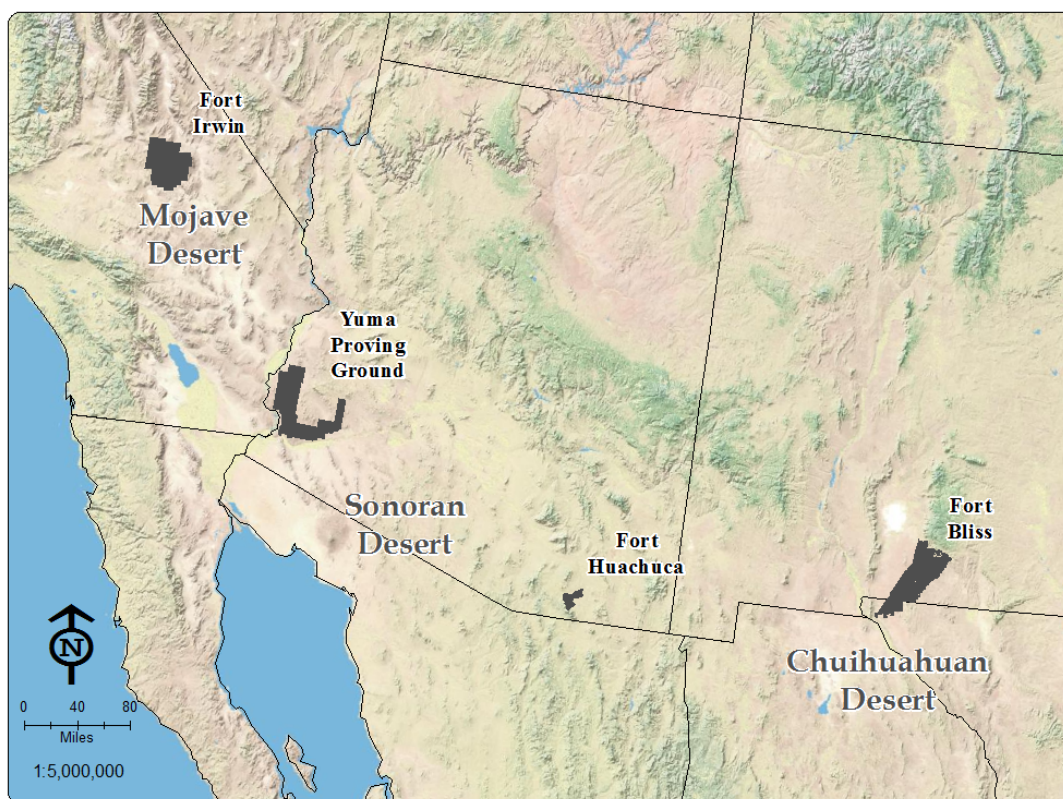 Fort
Irwin
Mojave
Desert
Yuma
Proving
Ground
Sonoran
Desert
Fort
Huachuca
Fort
Bliss
Chuihuahuan
Desert
N
0 40 80
Miles
1:5,000,000